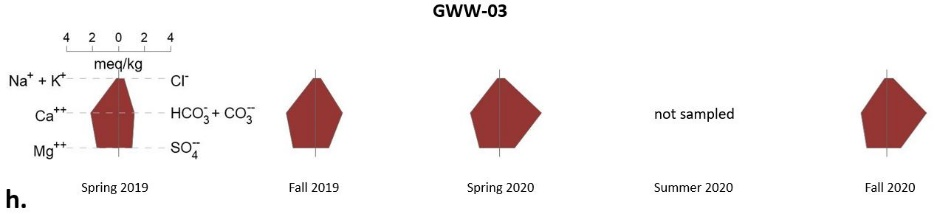 GWW-03
4 2 0 2 4
meq/kg
Na⁺ + K⁺ Cl⁻
Ca⁺⁺ HCO₃⁻ + CO₃⁻⁻
not sampled
Mg⁺⁺ SO₄⁻⁻
Spring 2019 Fall 2019 Spring 2020 Summer 2020 Fall 2020
h.